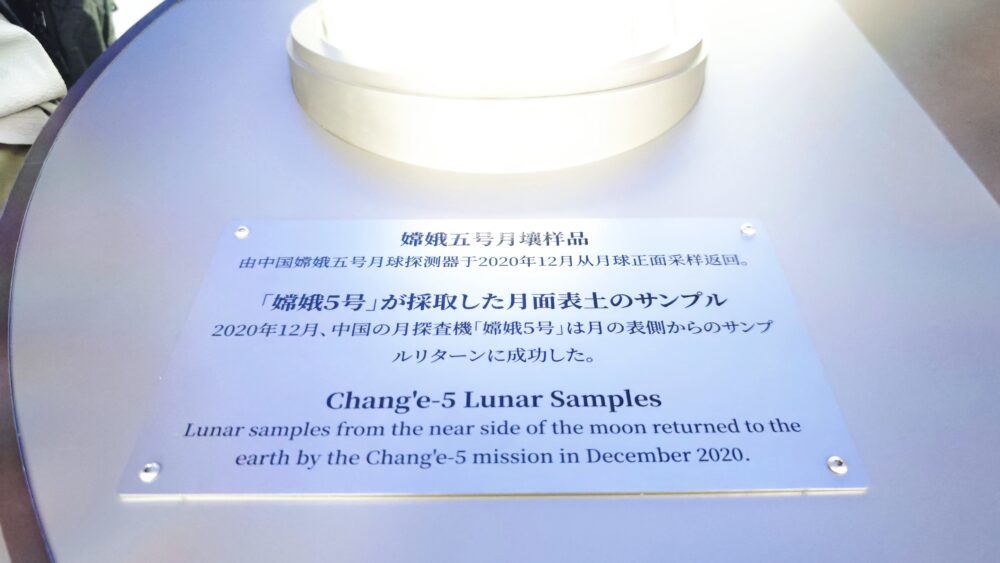 嫦娥五号月壤样品
由中国嫦娥五号月球探测器于2020年12月从月球正面采样返回。
「嫦娥5号」が採取した月面表土のサンプル
2020年12月、中国の月探査機「嫦娥5号」は月の表側からのサンプ
ルリターンに成功した。
Chang'e-5 Lunar Samples
Lunar samples from the near side of the moon returned to the
earth by the Chang'e-5 mission in December 2020.